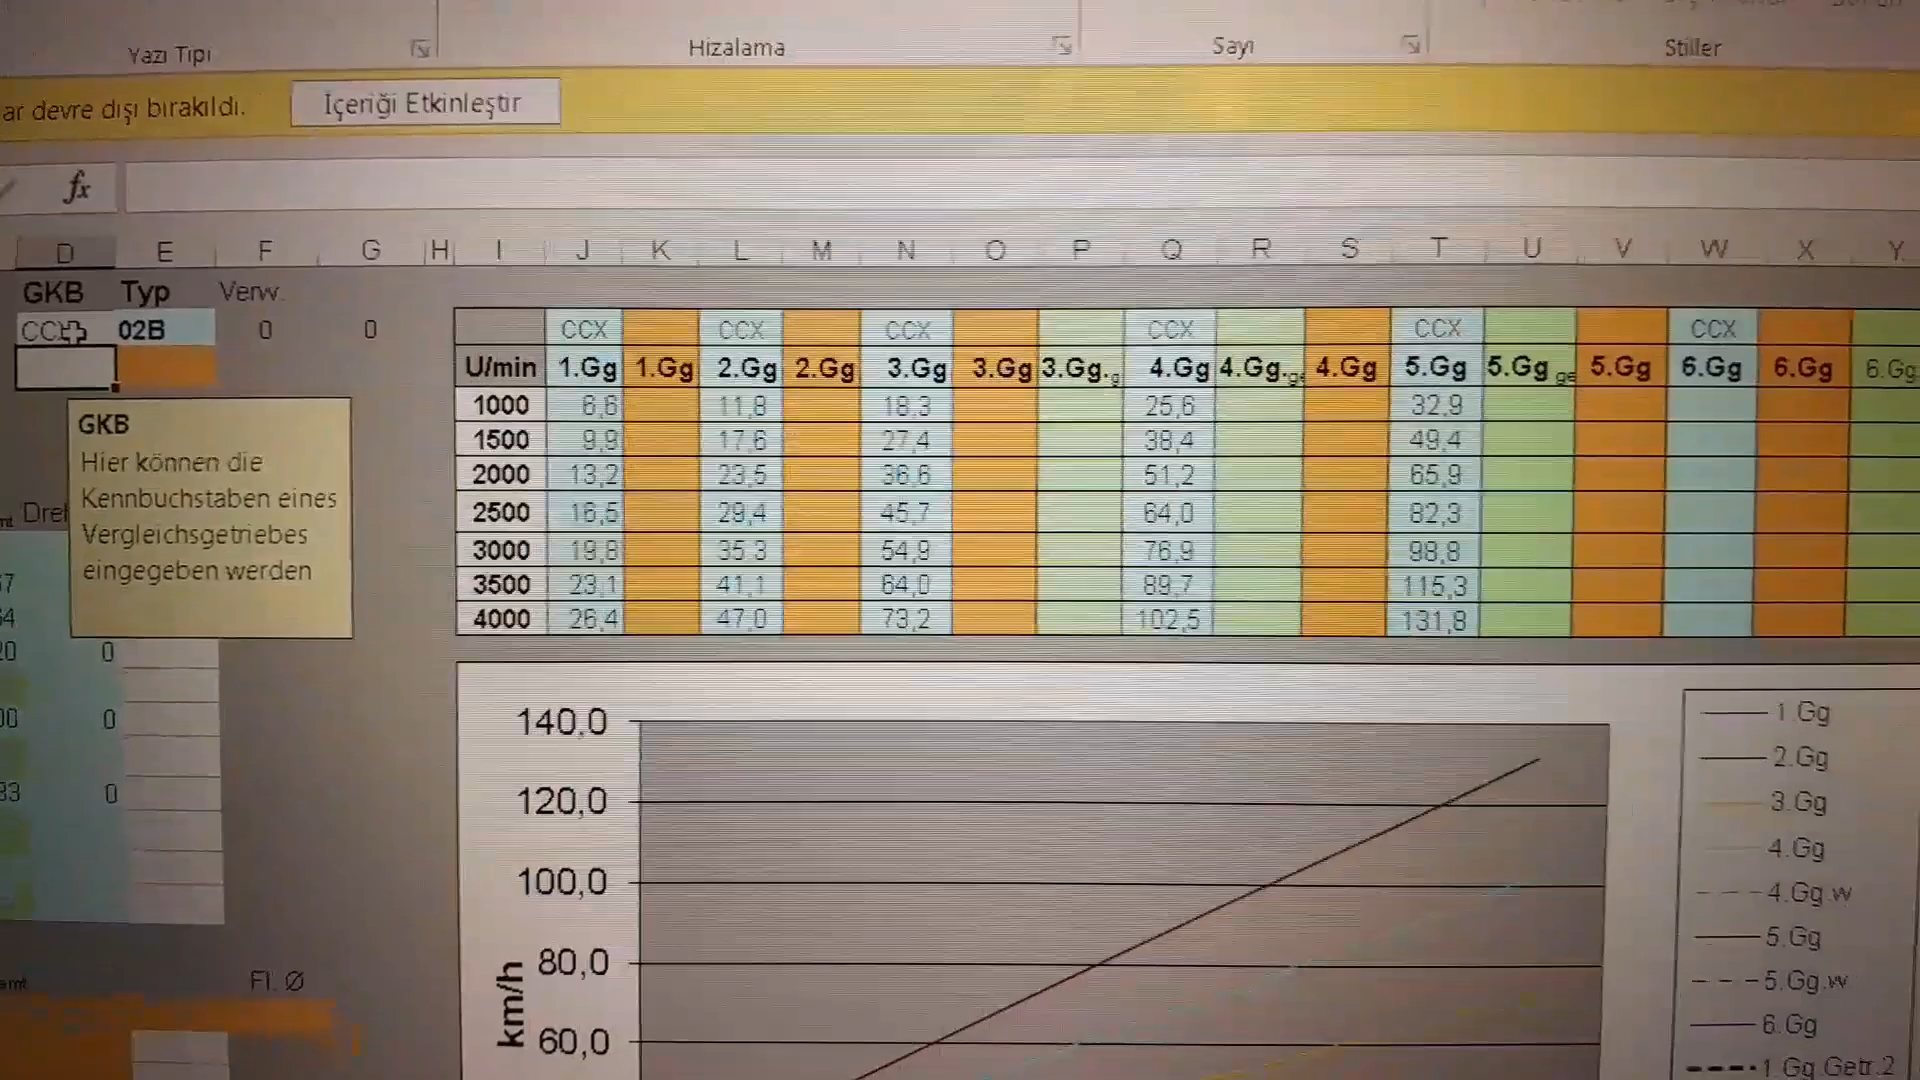 Yazı Tipi Hizalama Sayı Stiller
ar devre dışı bırakıldı. İçeriği Etkinleştir
fx
D E F G H I J K L M N O P Q R S T U V W X Y
GKB Typ Verw.
02B 0 0
CCX CCX CCX CCX CCX CCX
U/min 1.Gg 1.Gg 2.Gg 2.Gg 3.Gg 3.Gg 3.Gg. 4.Gg 4.Gg. 4.Gg 5.Gg 5.Gg ge 5.Gg 6.Gg 6.Gg 6.Gg
1000 6,6 11,8 18,3 25,6 32,9
1500 9,9 17,6 27,4 38,4 49,4
2000 13,2 23,5 36,6 51,2 65,9
2500 16,5 29,4 45,7 64,0 82,3
3000 19,8 35,3 54,9 76,9 98,8
3500 23,1 41,1 64,0 89,7 115,3
4000 26,4 47,0 73,2 102,5 131,8
GKB
Hier können die
Kennbuchstaben eines
Vergleichsgetriebes
eingegeben werden
0
0
0
Fl. Ø
140,0
120,0
100,0
80,0
60,0
km/h
1.Gg
2.Gg
3.Gg
4.Gg
4.Gg.w
5.Gg
5.Gg.w
6.Gg
1.Gg.Getr.2